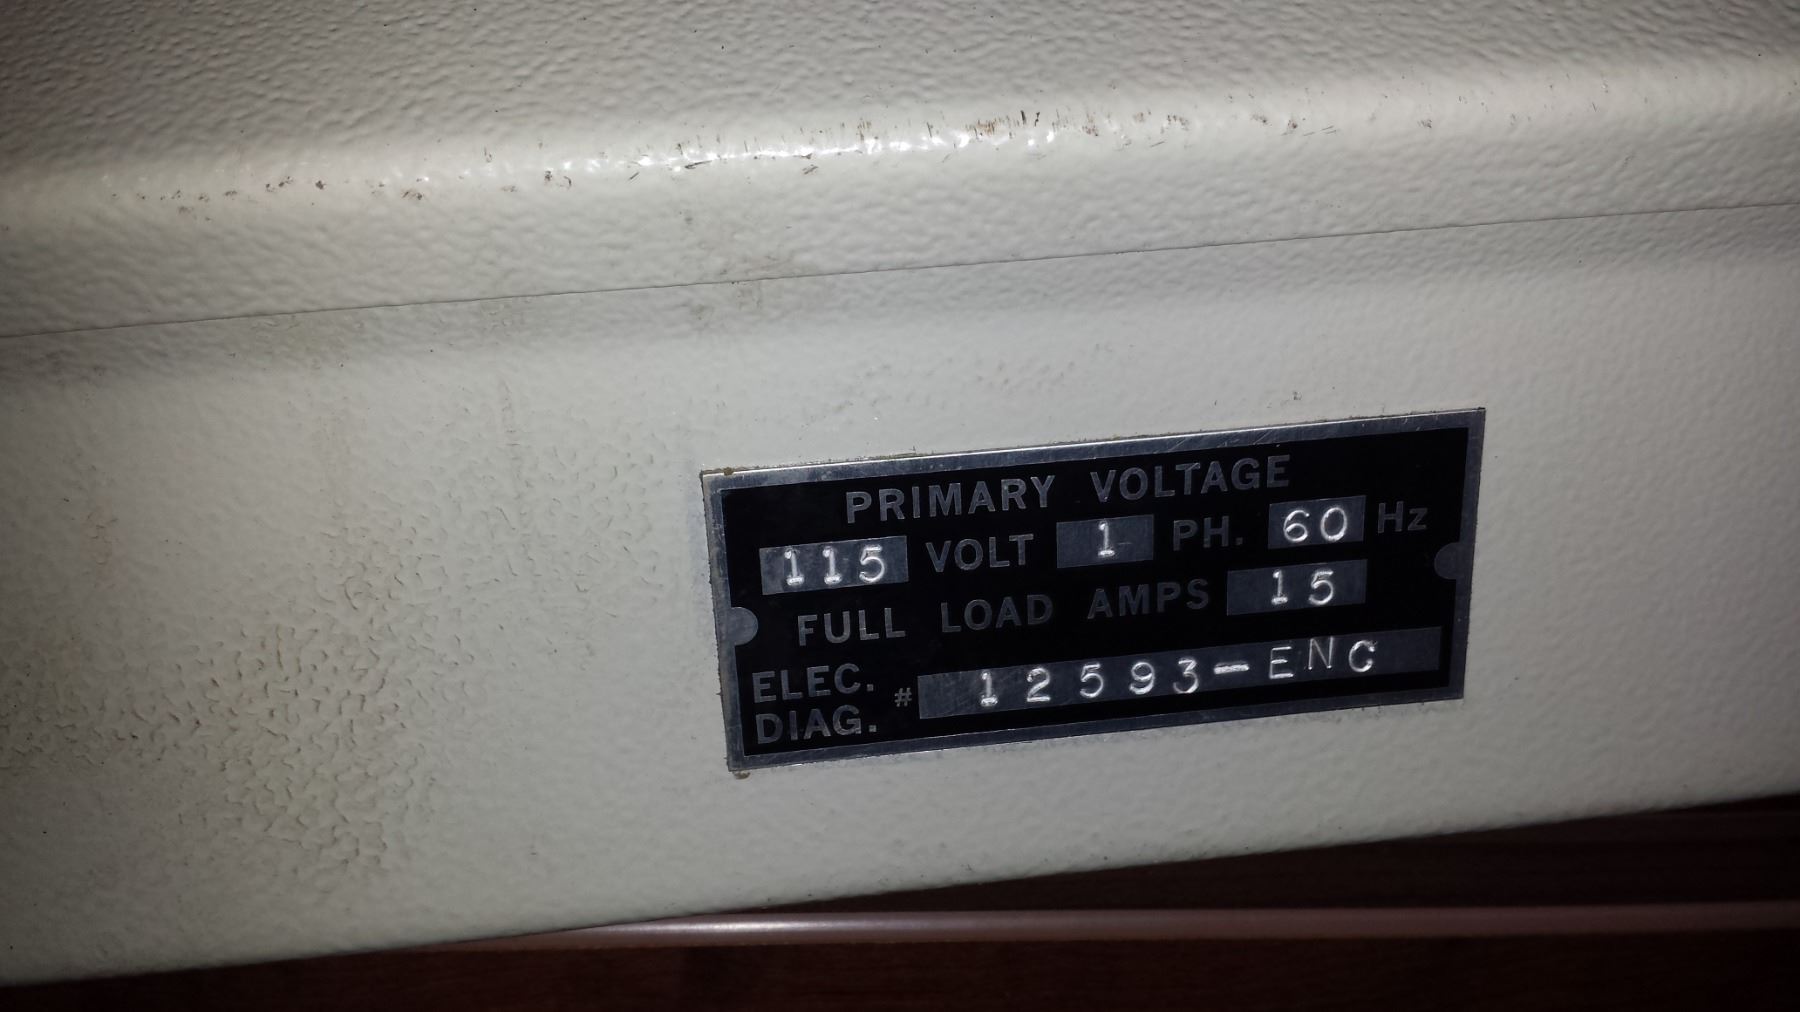 PRIMARY VOLTAGE
115 VOLT 1 PH. 60 Hz
FULL LOAD AMPS 15
ELEC.
DIAG. # 12593-ENC